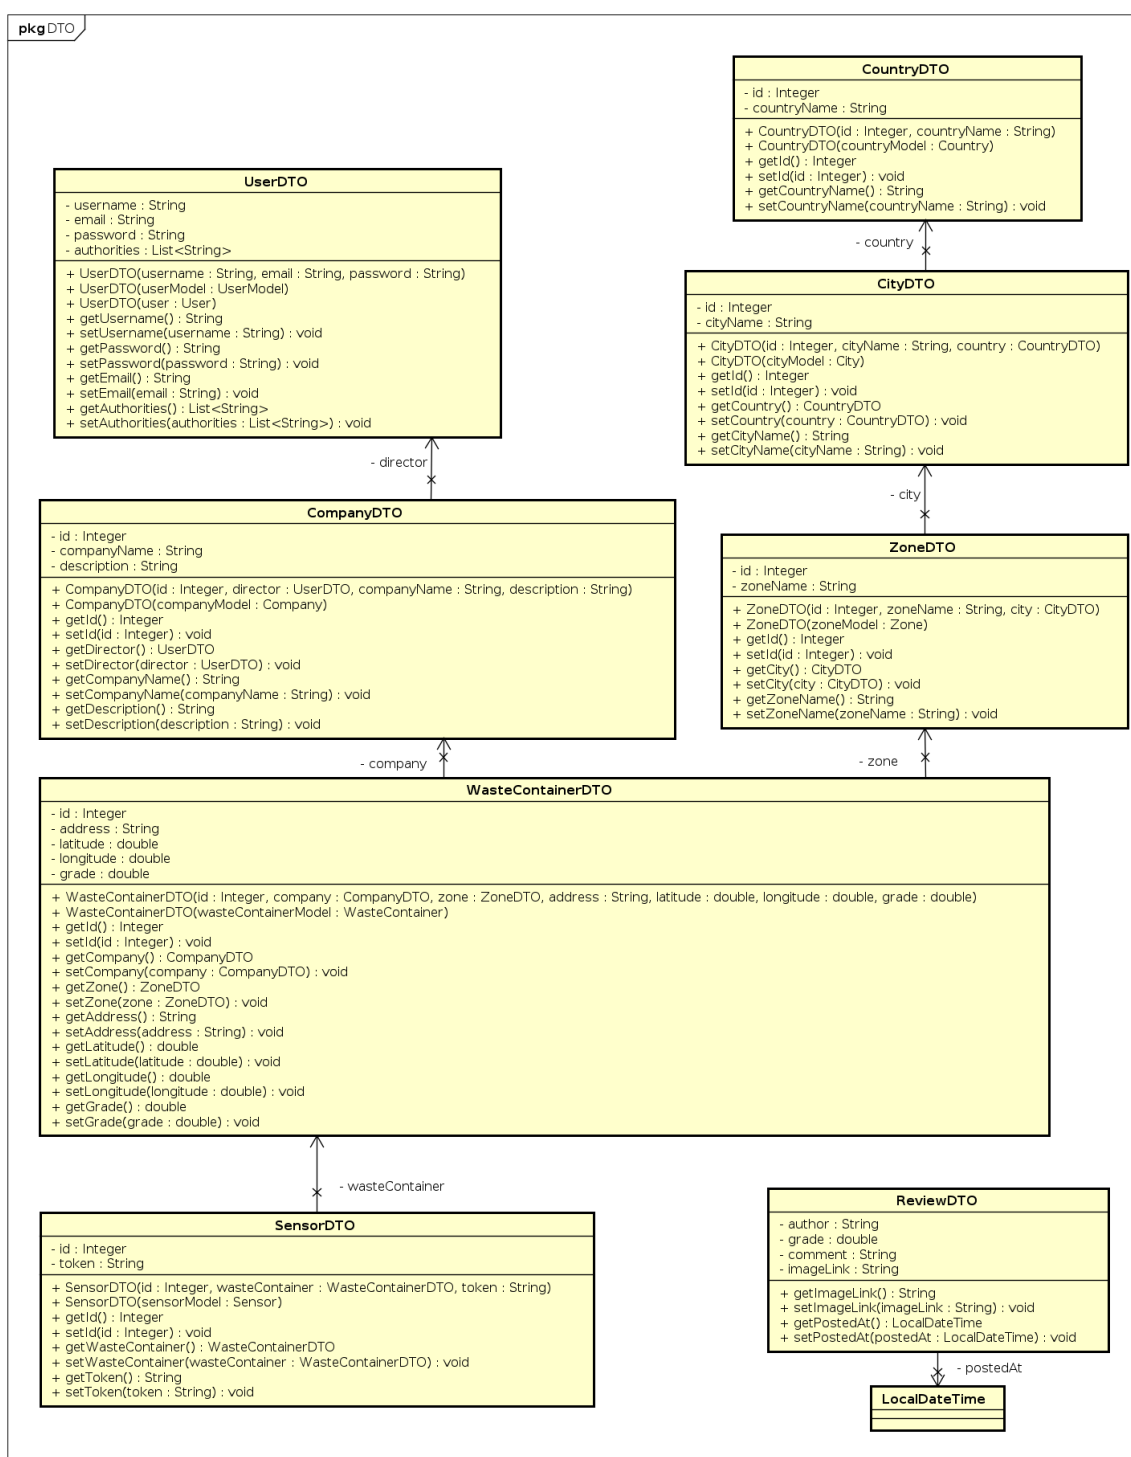 pkg DTO
CountryDTO
- id : Integer
- countryName : String
+ CountryDTO(id : Integer, countryName : String)
+ CountryDTO(countryModel : Country)
+ getId() : Integer
+ setId(id : Integer) : void
+ getCountryName() : String
+ setCountryName(countryName : String) : void
- country
UserDTO
- username : String
- email : String
- password : String
- authorities : List<String>
+ UserDTO(username : String, email : String, password : String)
+ UserDTO(userModel : UserModel)
+ UserDTO(user : User)
+ getUsername() : String
+ setUsername(username : String) : void
+ getPassword() : String
+ setPassword(password : String) : void
+ getEmail() : String
+ setEmail(email : String) : void
+ getAuthorities() : List<String>
+ setAuthorities(authorities : List<String>) : void
- director
CityDTO
- id : Integer
- cityName : String
+ CityDTO(id : Integer, cityName : String, country : CountryDTO)
+ CityDTO(cityModel : City)
+ getId() : Integer
+ setId(id : Integer) : void
+ getCountry() : CountryDTO
+ setCountry(country : CountryDTO) : void
+ getCityName() : String
+ setCityName(cityName : String) : void
- city
CompanyDTO
- id : Integer
- companyName : String
- description : String
+ CompanyDTO(id : Integer, director : UserDTO, companyName : String, description : String)
+ CompanyDTO(companyModel : Company)
+ getId() : Integer
+ setId(id : Integer) : void
+ getDirector() : UserDTO
+ setDirector(director : UserDTO) : void
+ getCompanyName() : String
+ setCompanyName(companyName : String) : void
+ getDescription() : String
+ setDescription(description : String) : void
- company
ZoneDTO
- id : Integer
- zoneName : String
+ ZoneDTO(id : Integer, zoneName : String, city : CityDTO)
+ ZoneDTO(zoneModel : Zone)
+ getId() : Integer
+ setId(id : Integer) : void
+ getCity() : CityDTO
+ setCity(city : CityDTO) : void
+ getZoneName() : String
+ setZoneName(zoneName : String) : void
- zone
WasteContainerDTO
- id : Integer
- address : String
- latitude : double
- longitude : double
- grade : double
+ WasteContainerDTO(id : Integer, company : CompanyDTO, zone : ZoneDTO, address : String, latitude : double, longitude : double, grade : double)
+ WasteContainerDTO(wasteContainerModel : WasteContainer)
+ getId() : Integer
+ setId(id : Integer) : void
+ getCompany() : CompanyDTO
+ setCompany(company : CompanyDTO) : void
+ getZone() : ZoneDTO
+ setZone(zone : ZoneDTO) : void
+ getAddress() : String
+ setAddress(address : String) : void
+ getLatitude() : double
+ setLatitude(latitude : double) : void
+ getLongitude() : double
+ setLongitude(longitude : double) : void
+ getGrade() : double
+ setGrade(grade : double) : void
- wasteContainer
SensorDTO
- id : Integer
- token : String
+ SensorDTO(id : Integer, wasteContainer : WasteContainerDTO, token : String)
+ SensorDTO(sensorModel : Sensor)
+ getId() : Integer
+ setId(id : Integer) : void
+ getWasteContainer() : WasteContainerDTO
+ setWasteContainer(wasteContainer : WasteContainerDTO) : void
+ getToken() : String
+ setToken(token : String) : void
ReviewDTO
- author : String
- grade : double
- comment : String
- imageLink : String
+ getImageLink() : String
+ setImageLink(imageLink : String) : void
+ getPostedAt() : LocalDateTime
+ setPostedAt(postedAt : LocalDateTime) : void
- postedAt
LocalDateTime